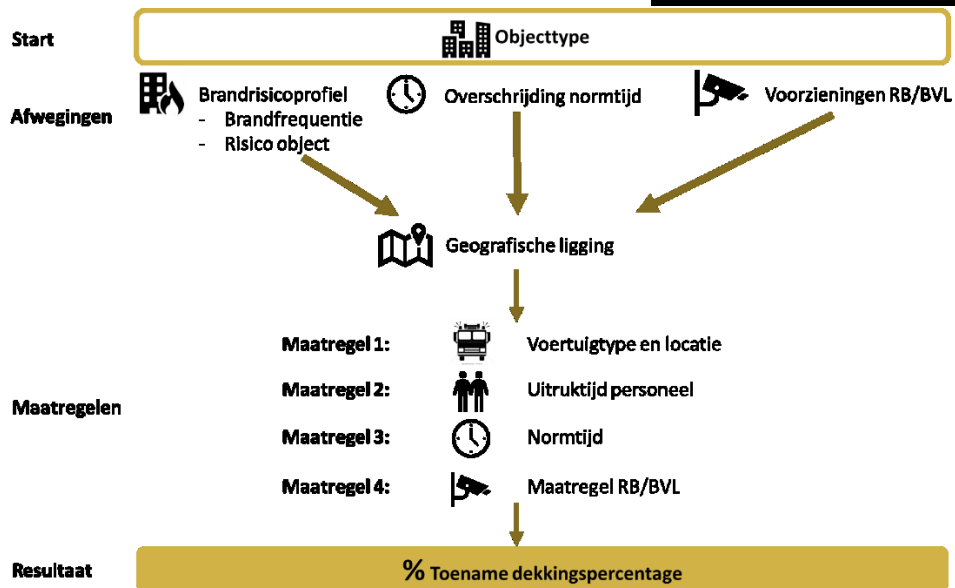 Start
Objecttype
Afwegingen
Brandrisicoprofiel
- Brandfrequentie
- Risico object
Overschrijding normtijd
Voorzieningen RB/BVL
Geografische ligging
Maatregelen
Maatregel 1: Voertuigtype en locatie
Maatregel 2: Uitruktijd personeel
Maatregel 3: Normtijd
Maatregel 4: Maatregel RB/BVL
Resultaat
% Toename dekkingspercentage